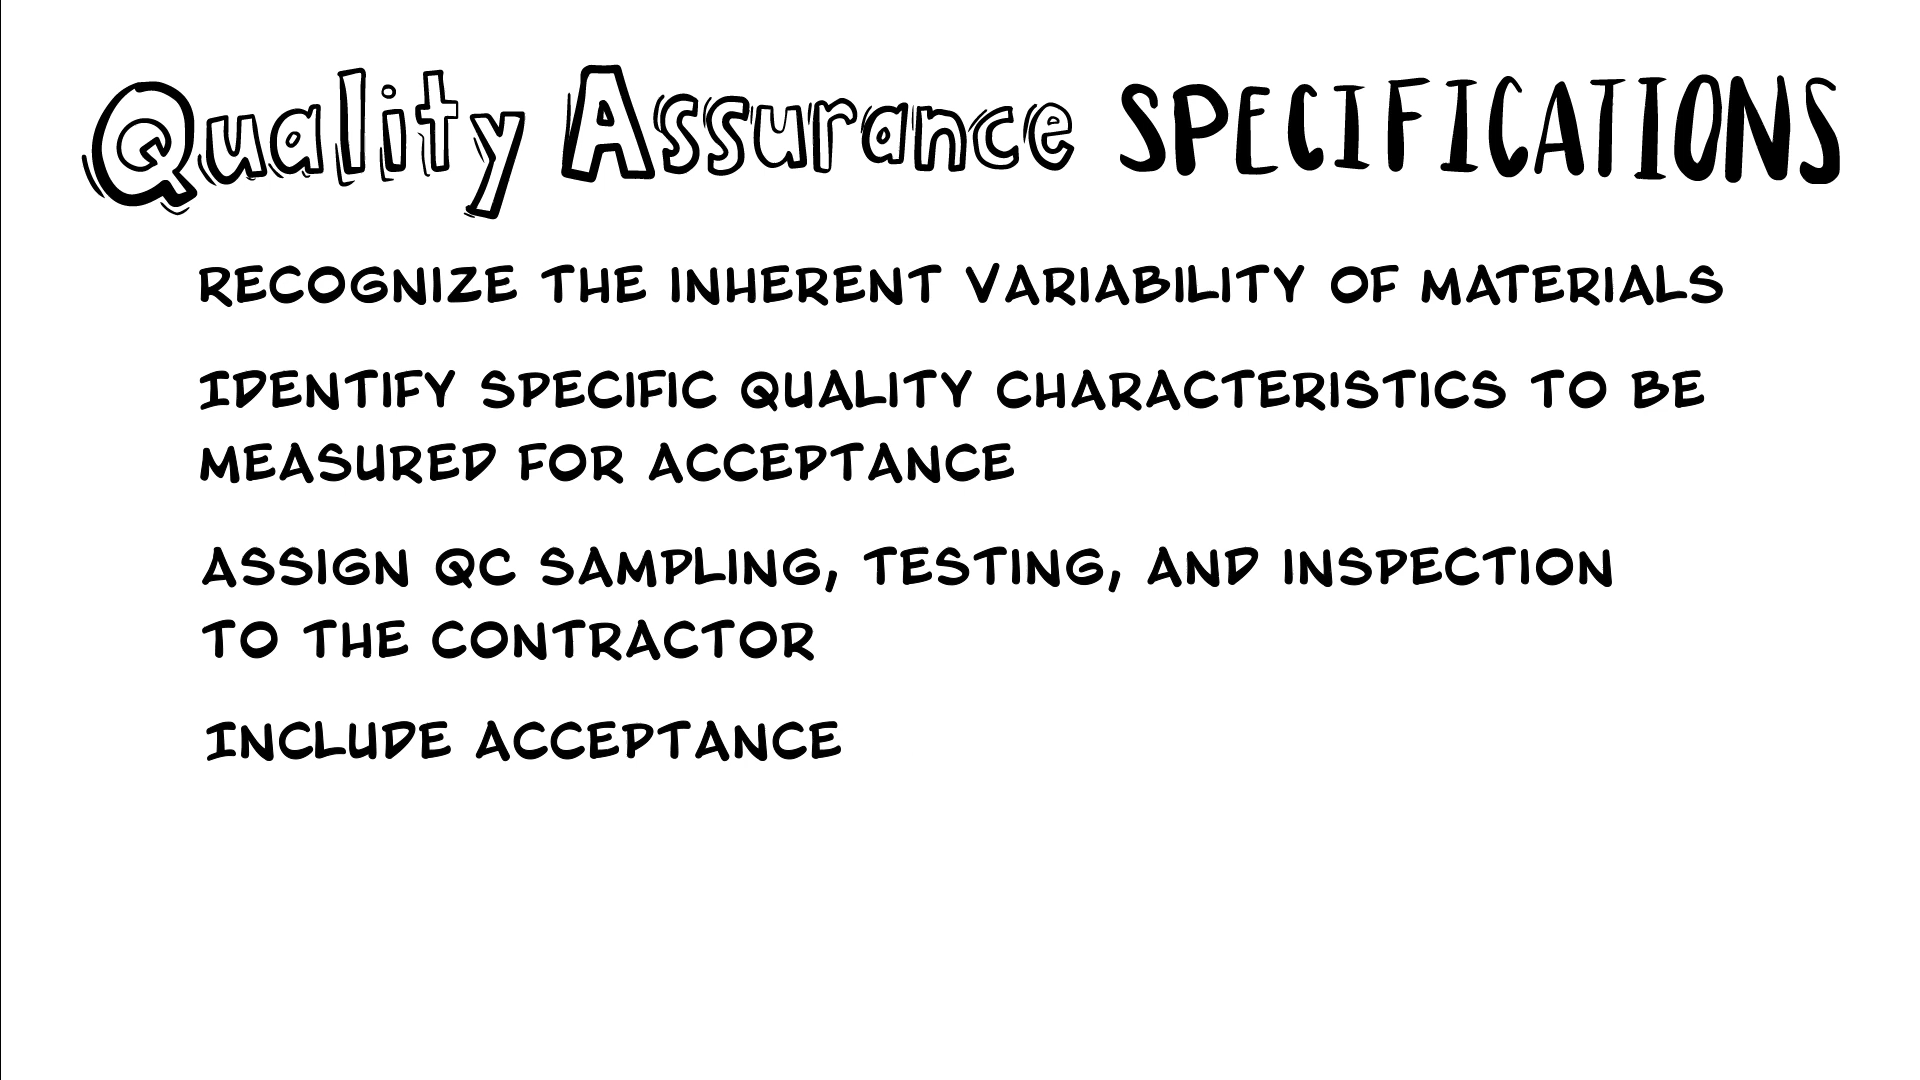 Quality Assurance SPECIFICATIONS
RECOGNIZE THE INHERENT VARIABILITY OF MATERIALS
IDENTIFY SPECIFIC QUALITY CHARACTERISTICS TO BE
MEASURED FOR ACCEPTANCE
ASSIGN QC SAMPLING, TESTING, AND INSPECTION
TO THE CONTRACTOR
INCLUDE ACCEPTANCE